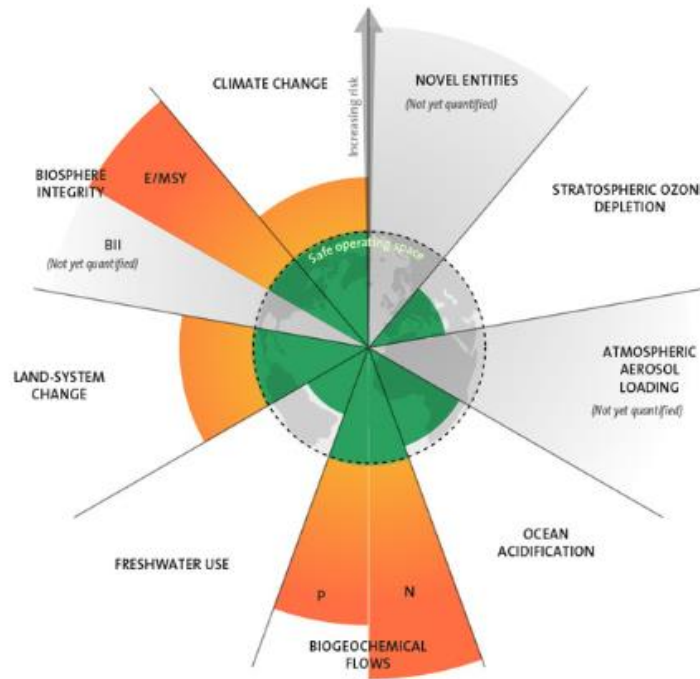 CLIMATE CHANGE
Increasing risk
NOVEL ENTITIES
(Not yet quantified)
BIOSPHERE
INTEGRITY
E/MSY
STRATOSPHERIC OZON
DEPLETION
BII
(Not yet quantified)
Safe operating space
LAND-SYSTEM
CHANGE
ATMOSPHERIC
AEROSOL
LOADING
(Not yet quantified)
FRESHWATER USE
OCEAN
ACIDIFICATION
P
N
BIOGEOCHEMICAL
FLOWS